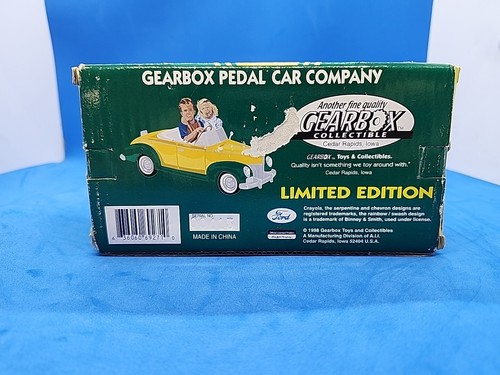 GEARBOX PEDAL CAR COMPANY
Another fine quality
GEARBOX
COLLECTIBLE
Cedar Rapids, Iowa
GEARBOX Toys & Collectibles.
Quality isn't something we toy around with."
Cedar Rapids, Iowa
LIMITED EDITION
Crayola, the serpentine and chevron designs are
registered trademarks, the rainbow / swash design
is a trademark of Binney & Smith, used under license.
SERIAL NO.
Ford
MADE IN CHINA
© 1998 Gearbox Toys and Collectibles
A Manufacturing Division of A.I.I.
Cedar Rapids, Iowa 52404 U.S.A.